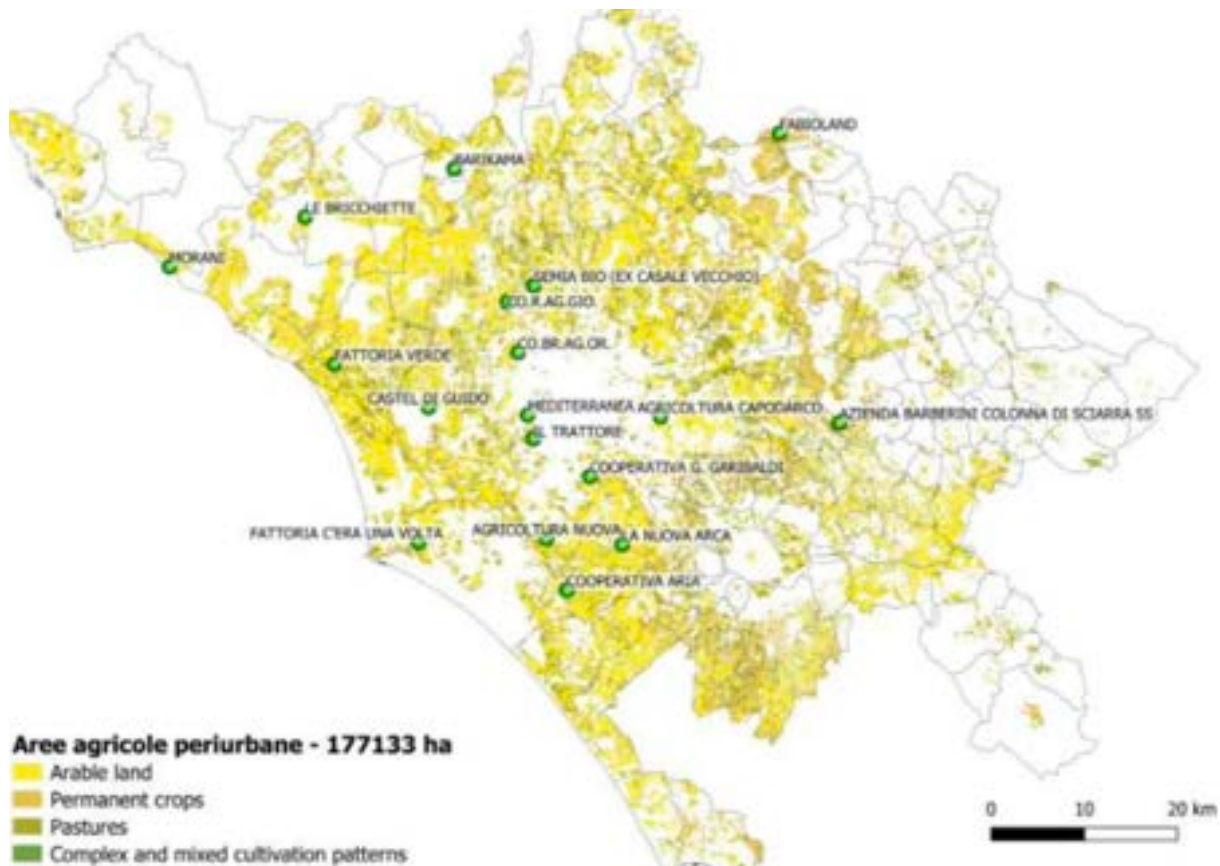 FABIOLAND
BARIKAMA
LE BRICCHIETTE
MORANI
SEMIA BIO (EX CASALE VECCHIO)
CO.R.AG.GIO.
CO.BR.AG.OR.
FATTORIA VERDE
CASTEL DI GUIDO
MEDITERRANEA
AGRICOLTURA CAPODARCO
AZIENDA BARBERINI COLONNA DI SCIARRA SS
IL TRATTORE
COOPERATIVA G. GARIBALDI
FATTORIA C'ERA UNA VOLTA
AGRICOLTURA NUOVA
LA NUOVA ARCA
COOPERATIVA ARIA
Aree agricole periurbane - 177133 ha
Arable land
Permanent crops
Pastures
Complex and mixed cultivation patterns
0 10 20 km